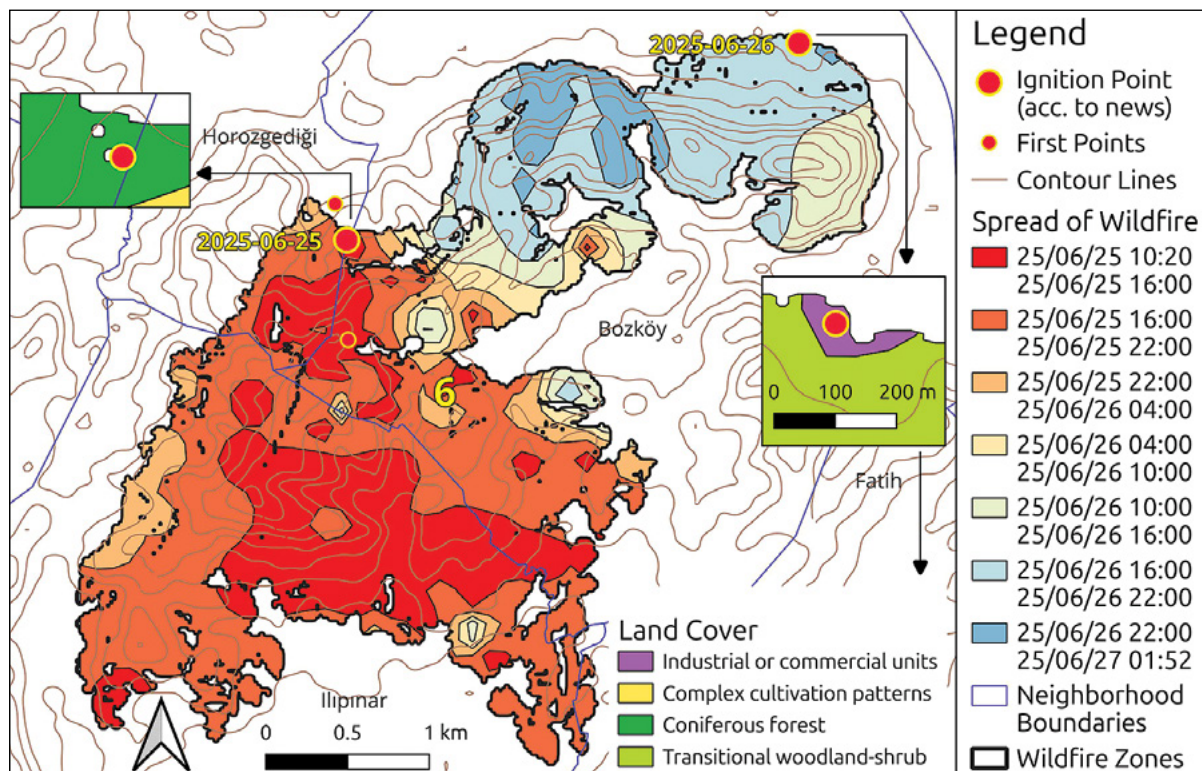 2025-06-26
Horozgediği
2025-06-25
Bozköy
6
0 100 200 m
Fatih
Ilıpınar
0 0.5 1 km
Land Cover
Industrial or commercial units
Complex cultivation patterns
Coniferous forest
Transitional woodland-shrub
Legend
Ignition Point
(acc. to news)
First Points
Contour Lines
Spread of Wildfire
25/06/25 10:20
25/06/25 16:00
25/06/25 16:00
25/06/25 22:00
25/06/25 22:00
25/06/26 04:00
25/06/26 04:00
25/06/26 10:00
25/06/26 10:00
25/06/26 16:00
25/06/26 16:00
25/06/26 22:00
25/06/26 22:00
25/06/27 01:52
Neighborhood
Boundaries
Wildfire Zones